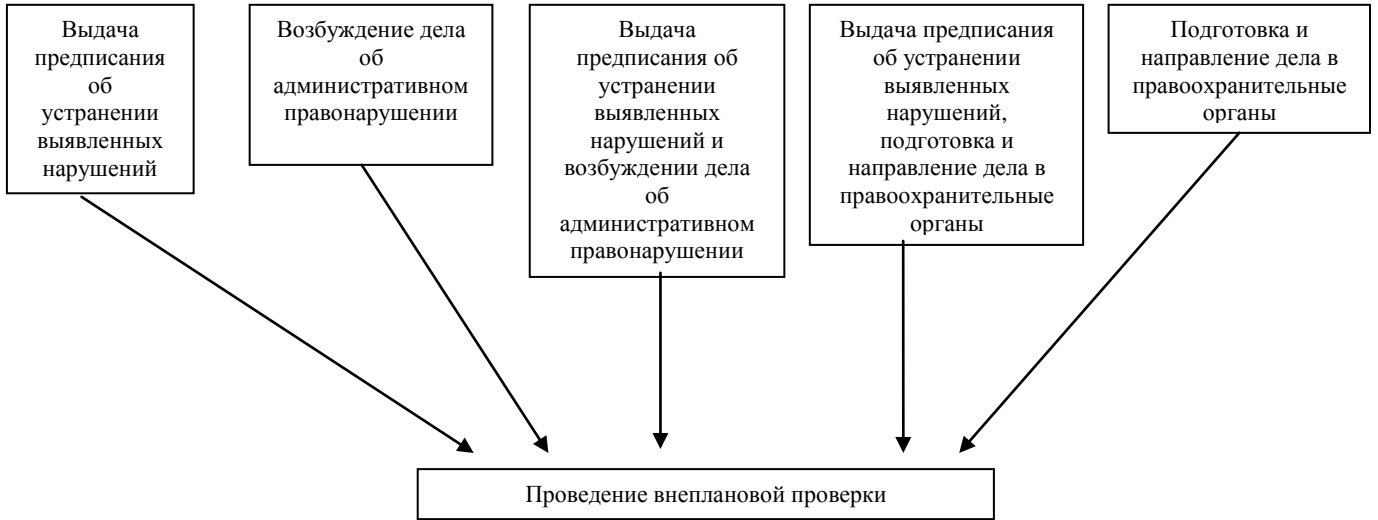 Выдача
предписания
об
устранении
выявленных
нарушений
Возбуждение дела
об
административном
правонарушении
Выдача
предписания об
устранении
выявленных
нарушений и
возбуждении дела
об
административном
правонарушении
Выдача предписания
об устранении
выявленных
нарушений,
подготовка и
направление дела в
правоохранительные
органы
Подготовка и
направление дела в
правоохранительные
органы
Проведение внеплановой проверки